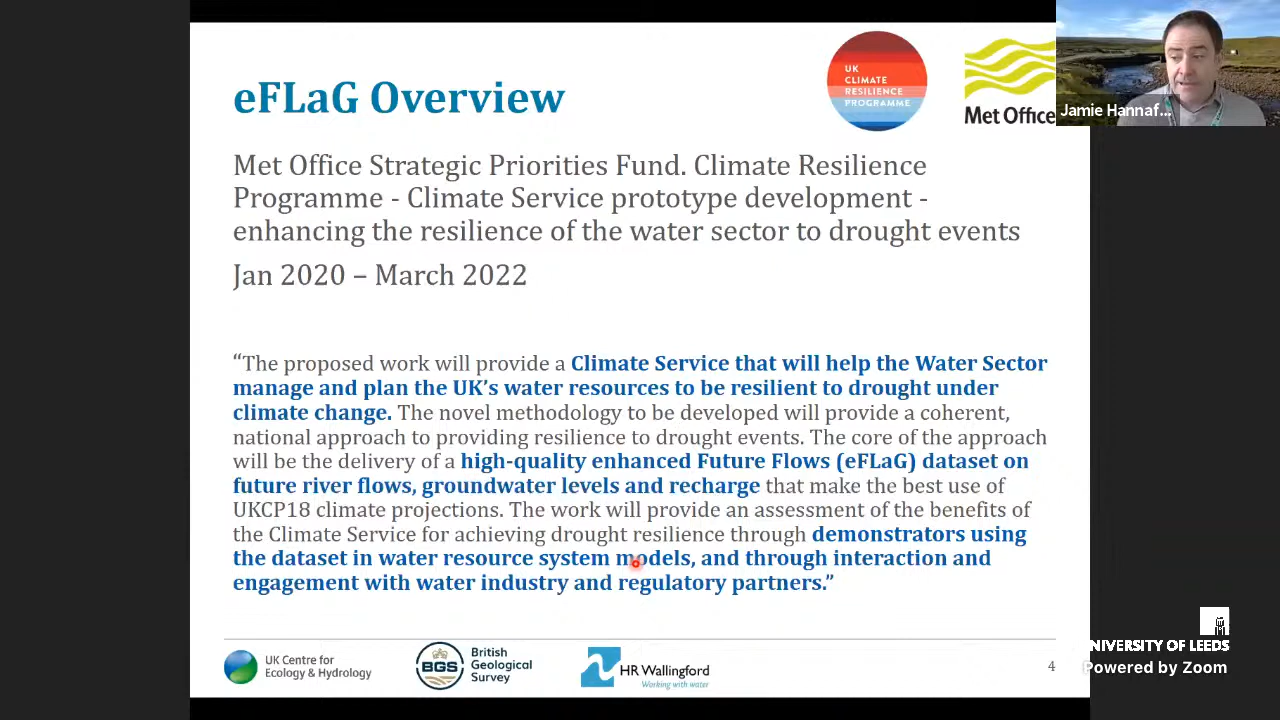 eFLaG Overview
UK
CLIMATE
RESILIENCE
PROGRAMME
Met Office
Jamie Hannaf...
Met Office Strategic Priorities Fund. Climate Resilience
Programme - Climate Service prototype development -
enhancing the resilience of the water sector to drought events
Jan 2020 – March 2022
“The proposed work will provide a Climate Service that will help the Water Sector
manage and plan the UK’s water resources to be resilient to drought under
climate change. The novel methodology to be developed will provide a coherent,
national approach to providing resilience to drought events. The core of the approach
will be the delivery of a high-quality enhanced Future Flows (eFLaG) dataset on
future river flows, groundwater levels and recharge that make the best use of
UKCP18 climate projections. The work will provide an assessment of the benefits of
the Climate Service for achieving drought resilience through demonstrators using
the dataset in water resource system models, and through interaction and
engagement with water industry and regulatory partners.”
UK Centre for
Ecology & Hydrology
BGS
British
Geological
Survey
HR Wallingford
Working with water
4
UNIVERSITY OF LEEDS
Powered by Zoom